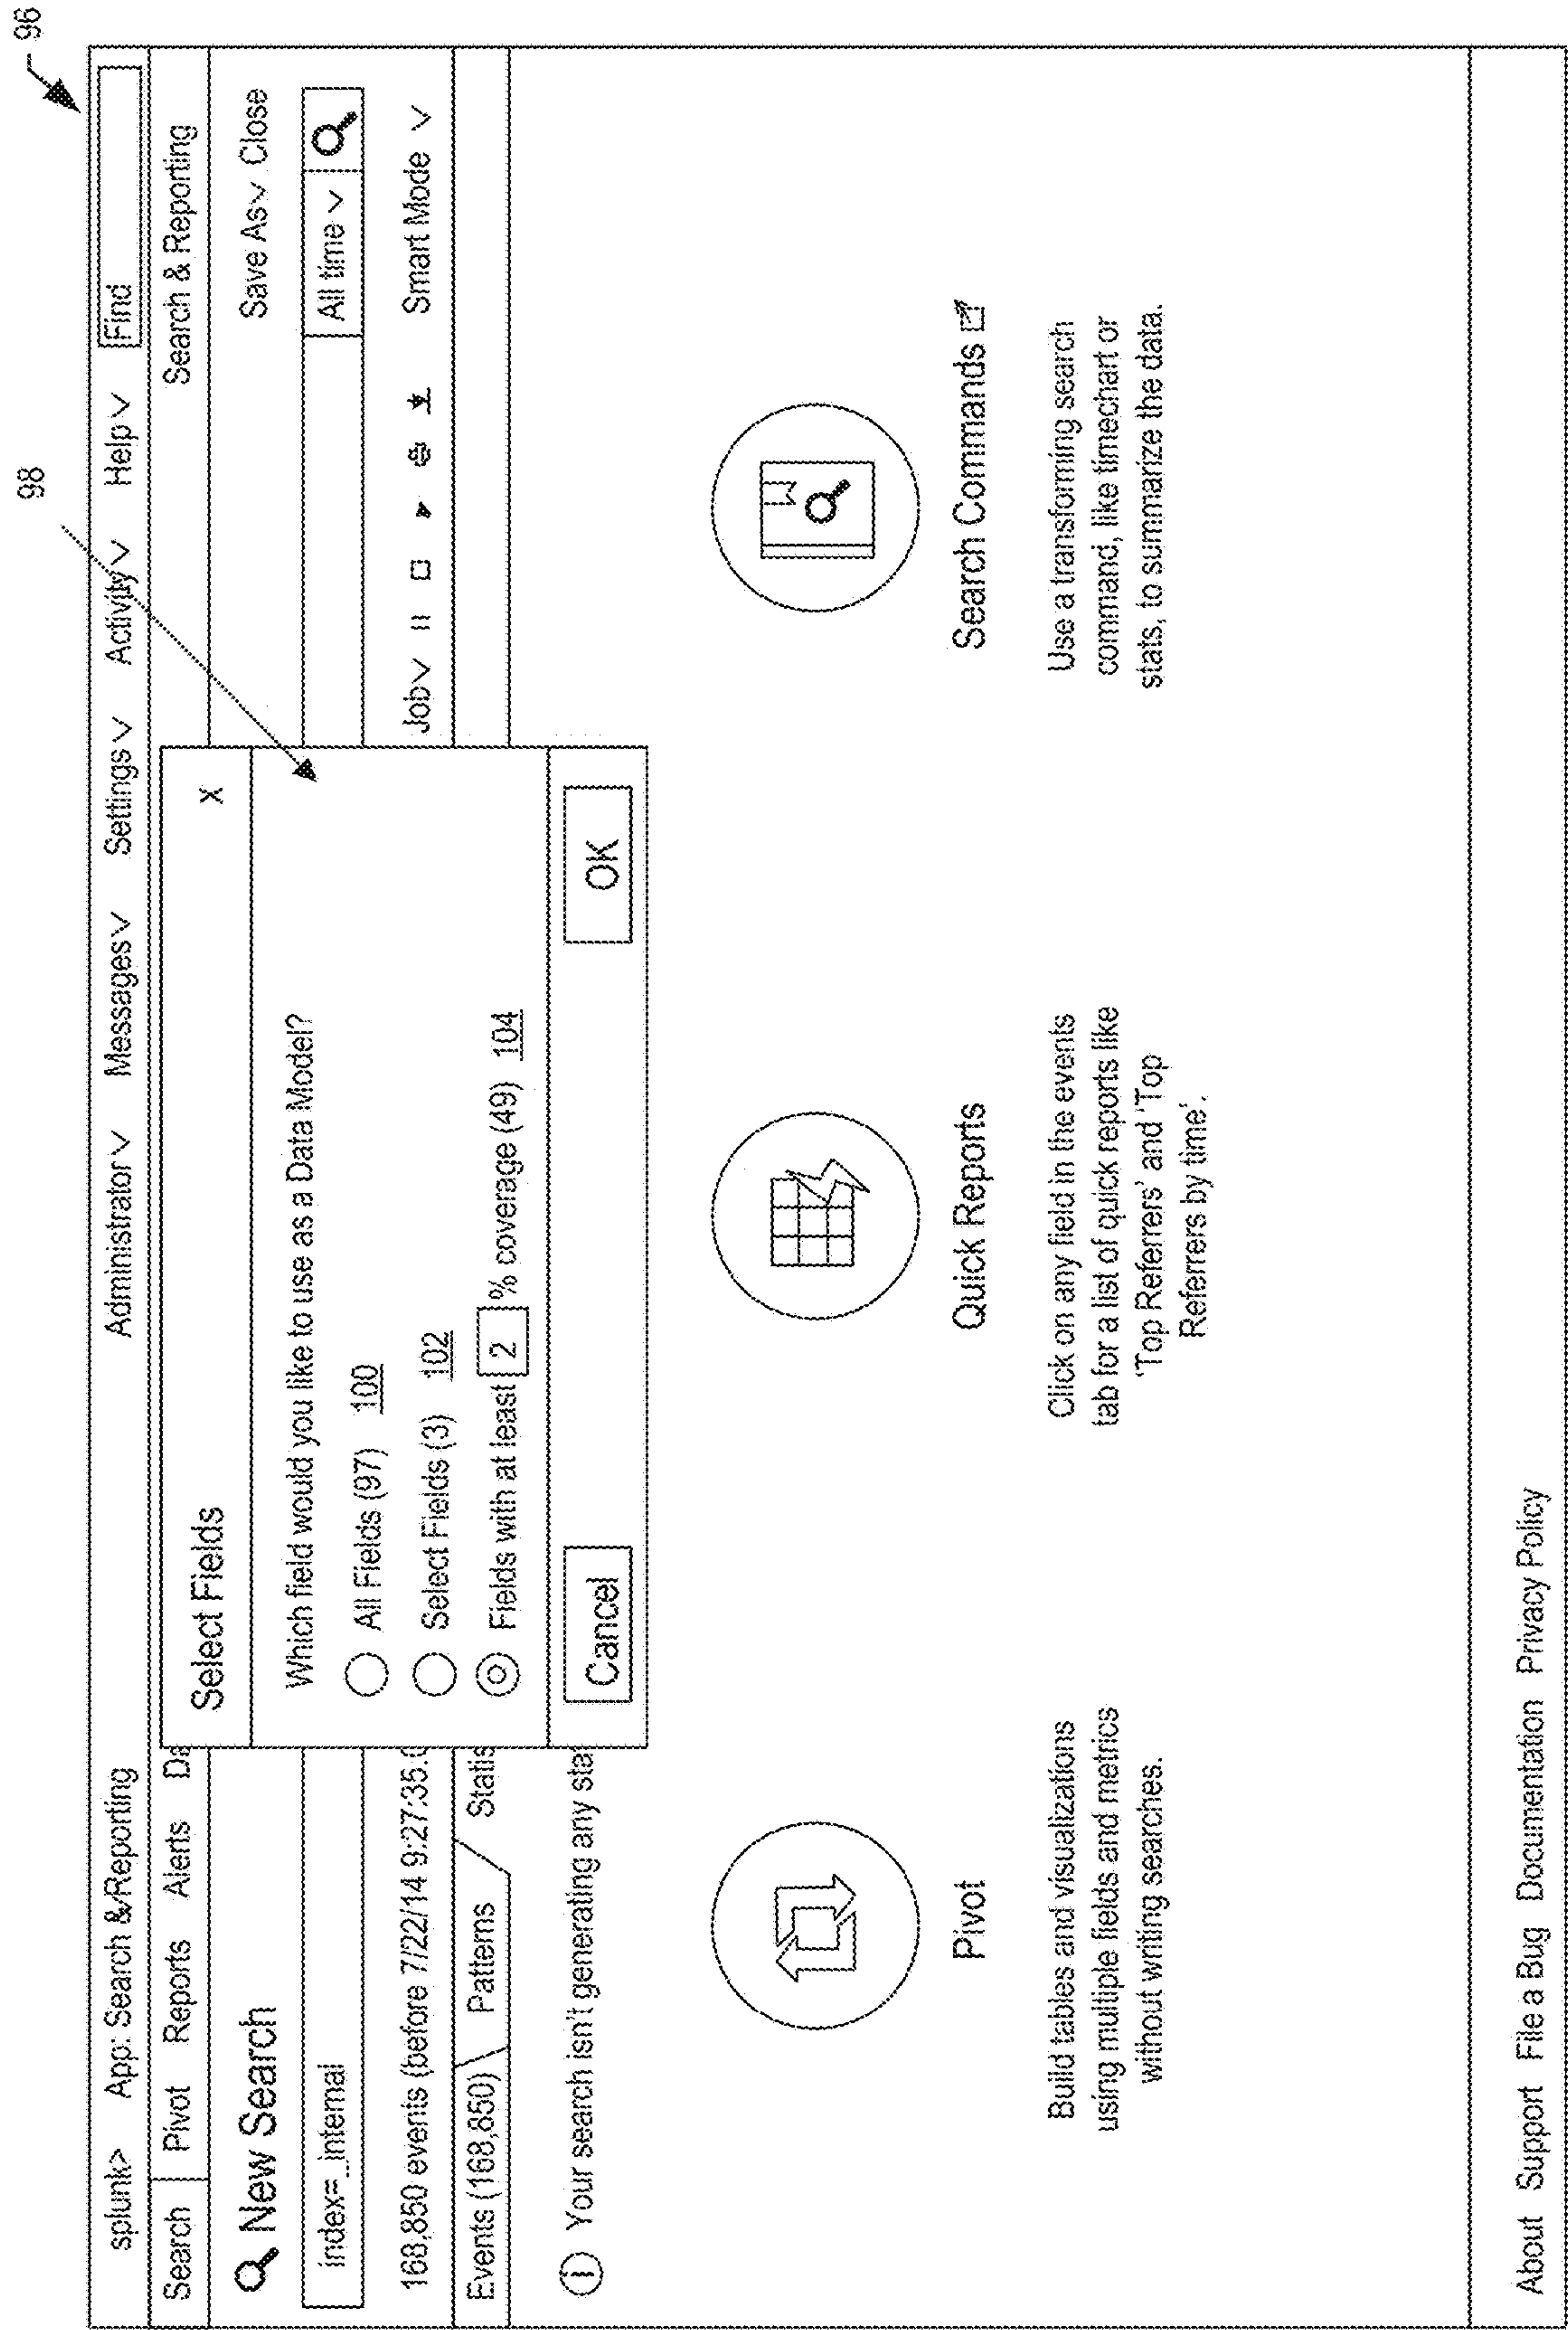 96
98
splunk> App: Search & Reporting Administrator Messages Settings Activity Help Find
Search Pivot Reports Alerts Da Search & Reporting
New Search Save As Close
index=_internal All time
168,850 events (before 7/22/14 9:27:35.0 Job Smart Mode
Events (168,850) Patterns Statis
Your search isn't generating any stat
Select Fields X
Which field would you like to use as a Data Model?
All Fields (97) 100
Select Fields (3) 102
Fields with at least 2 % coverage (49) 104
Cancel OK
Pivot
Build tables and visualizations
using multiple fields and metrics
without writing searches.
Quick Reports
Click on any field in the events
tab for a list of quick reports like
'Top Referrers' and 'Top
Referrers by time'.
Search Commands
Use a transforming search
command, like timechart or
stats, to summarize the data.
About Support File a Bug Documentation Privacy Policy